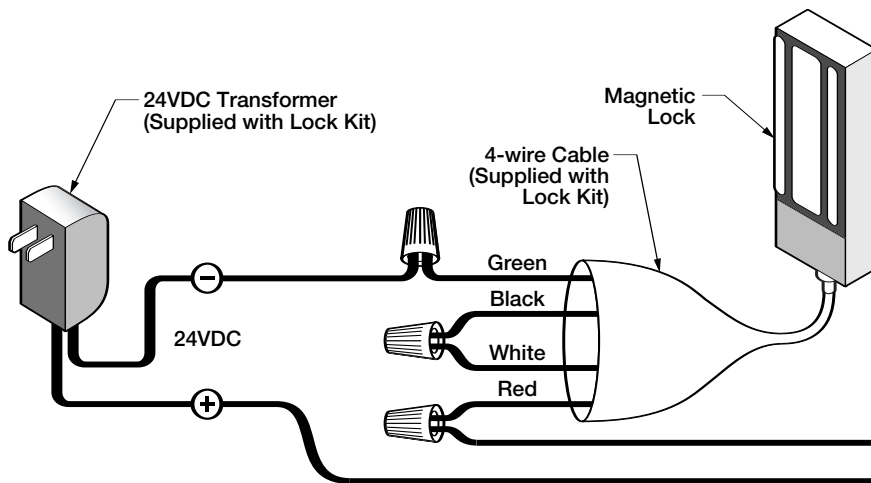 24VDC Transformer
(Supplied with Lock Kit)
Magnetic
Lock
4-wire Cable
(Supplied with
Lock Kit)
Green
−
Black
24VDC
White
Red
+